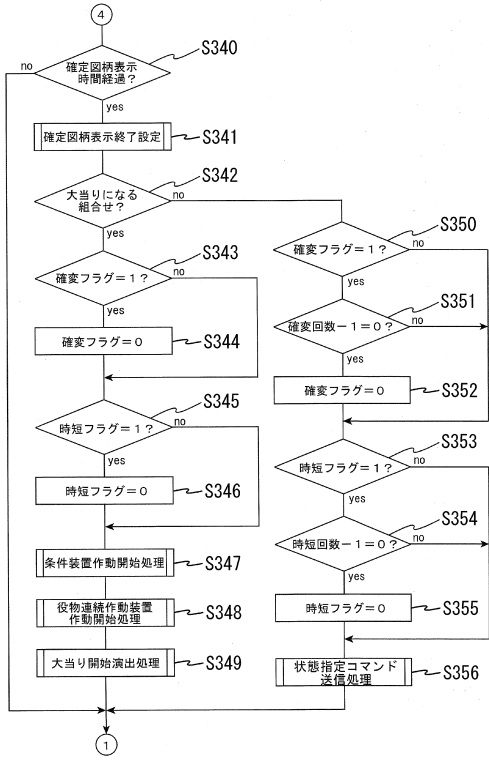 4
確定図柄表示
時間経過？
S340
no
yes
確定図柄表示終了設定
S341
大当りになる
組合せ？
S342
no
yes
確変フラグ＝１？
S343
no
yes
確変フラグ＝０
S344
時短フラグ＝１？
S345
no
yes
時短フラグ＝０
S346
条件装置作動開始処理
S347
役物連続作動装置
作動開始処理
S348
大当り開始演出処理
S349
確変フラグ＝１？
S350
no
yes
確変回数－１＝０？
S351
no
yes
確変フラグ＝０
S352
時短フラグ＝１？
S353
no
yes
時短回数－１＝０？
S354
no
yes
時短フラグ＝０
S355
状態指定コマンド
送信処理
S356
1